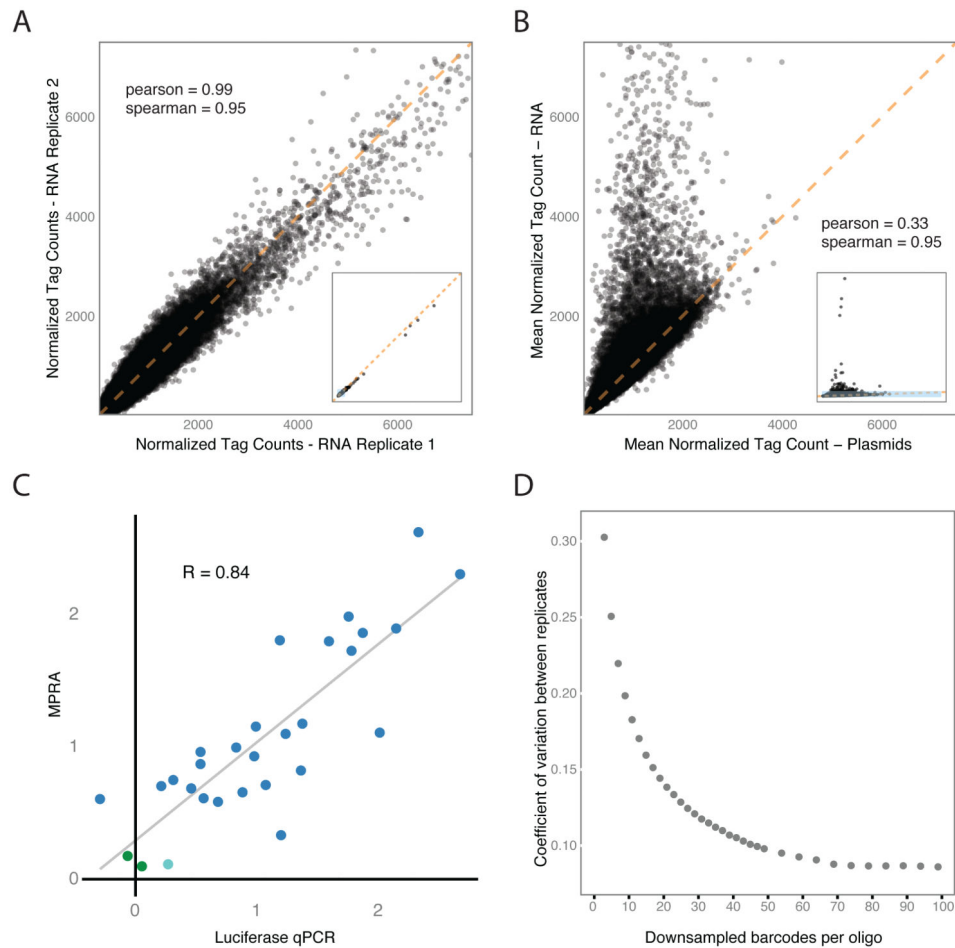 A
Normalized Tag Counts - RNA Replicate 2
6000
4000
2000
pearson = 0.99
spearman = 0.95
2000 4000 6000
Normalized Tag Counts - RNA Replicate 1
B
Mean Normalized Tag Count – RNA
6000
4000
2000
pearson = 0.33
spearman = 0.95
2000 4000 6000
Mean Normalized Tag Count – Plasmids
C
MPRA
R = 0.84
2
1
0
0 1 2
Luciferase qPCR
D
Coefficient of variation between replicates
0.30
0.25
0.20
0.15
0.10
0 10 20 30 40 50 60 70 80 90 100
Downsampled barcodes per oligo